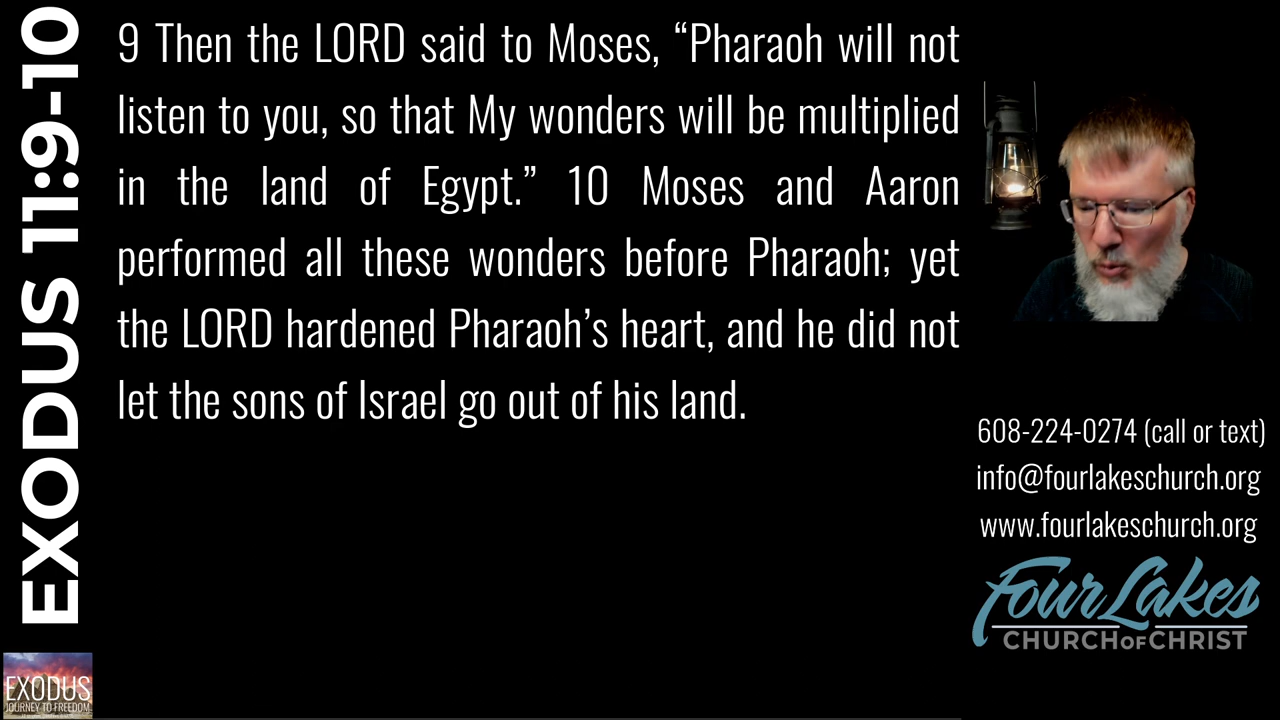 EXODUS 11:9-10
9 Then the LORD said to Moses, “Pharaoh will not
listen to you, so that My wonders will be multiplied
in the land of Egypt.” 10 Moses and Aaron
performed all these wonders before Pharaoh; yet
the LORD hardened Pharaoh’s heart, and he did not
let the sons of Israel go out of his land.
608-224-0274 (call or text)
info@fourlakeschurch.org
www.fourlakeschurch.org
Four Lakes
CHURCH OF CHRIST
EXODUS
JOURNEY TO FREEDOM